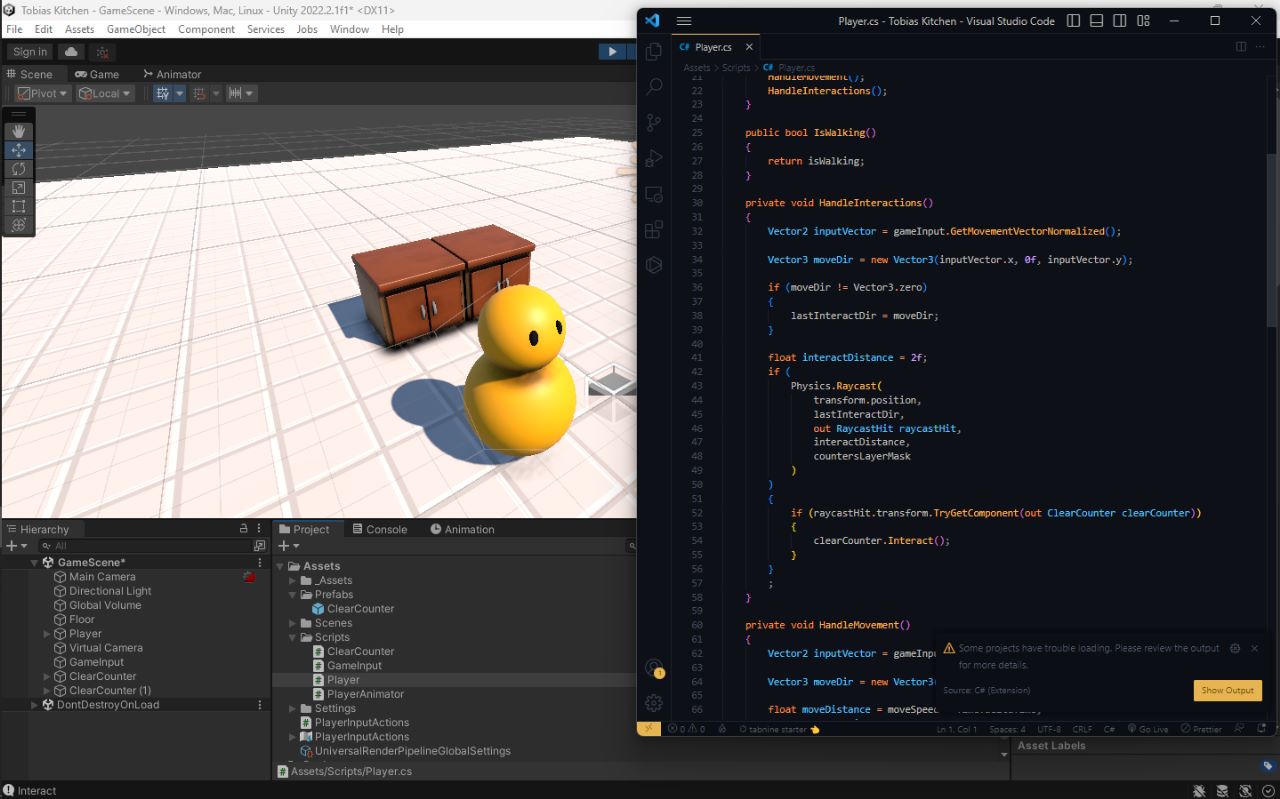 Tobias Kitchen - GameScene - Windows, Mac, Linux - Unity 2022.2.1f1* <DX11>
File Edit Assets GameObject Component Services Jobs Window Help
Sign in
Scene Game Animator
Pivot Local
Hierarchy
All
GameScene*
Main Camera
Directional Light
Global Volume
Floor
Player
Virtual Camera
GameInput
ClearCounter
ClearCounter (1)
DontDestroyOnLoad
Project Console Animation
Assets
_Assets
Prefabs
ClearCounter
Scenes
Scripts
ClearCounter
GameInput
Player
PlayerAnimator
Settings
PlayerInputActions
PlayerInputActions
UniversalRenderPipelineGlobalSettings
Assets/Scripts/Player.cs
Interact
Player.cs - Tobias Kitchen - Visual Studio Code
C# Player.cs
Assets > Scripts > C# Player.cs
21 HandleMovement();
22 HandleInteractions();
23 }
24
25 public bool IsWalking()
26 {
27 return isWalking;
28 }
29
30 private void HandleInteractions()
31 {
32 Vector2 inputVector = gameInput.GetMovementVectorNormalized();
33
34 Vector3 moveDir = new Vector3(inputVector.x, 0f, inputVector.y);
35
36 if (moveDir != Vector3.zero)
37 {
38 lastInteractDir = moveDir;
39 }
40
41 float interactDistance = 2f;
42 if (
43 Physics.Raycast(
44 transform.position,
45 lastInteractDir,
46 out RaycastHit raycastHit,
47 interactDistance,
48 countersLayerMask
49 )
50 )
51 {
52 if (raycastHit.transform.TryGetComponent(out ClearCounter clearCounter))
53 {
54 clearCounter.Interact();
55 }
56 }
57 ;
58 }
59
60 private void HandleMovement()
61 {
62 Vector2 inputVector = gameInpu
63
64 Vector3 moveDir = new Vector3(
65
66 float moveDistance = moveSpee
Some projects have trouble loading. Please review the output
for more details.
Source: C# (Extension)
Show Output
1
0 0 tabnine starter Ln 1, Col 1 Spaces: 4 UTF-8 CRLF C# Go Live Prettier
Asset Labels